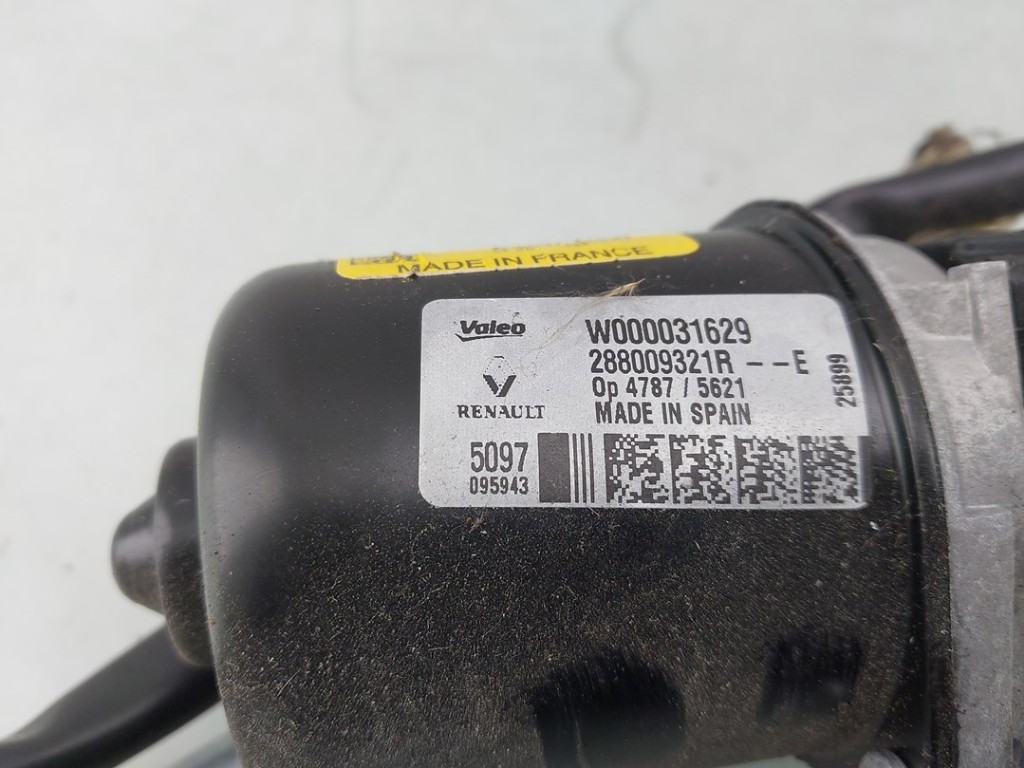 MADE IN FRANCE
Valeo
W000031629
288009321R - - E
RENAULT
Op 4787 / 5621
MADE IN SPAIN
25899
5097
095943